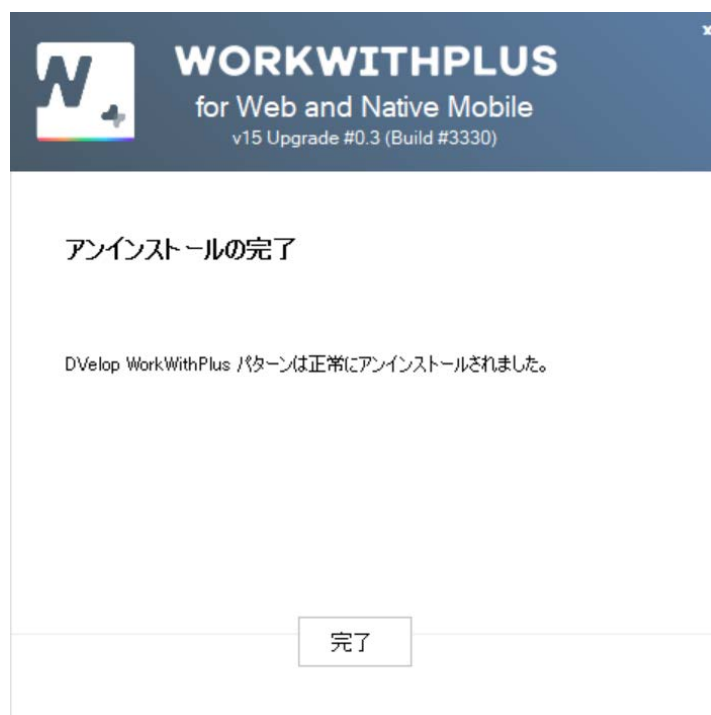 WORKWITHPLUS
for Web and Native Mobile
v15 Upgrade #0.3 (Build #3330)
アンインストールの完了
DVelop WorkWithPlus パターンは正常にアンインストールされました。
完了